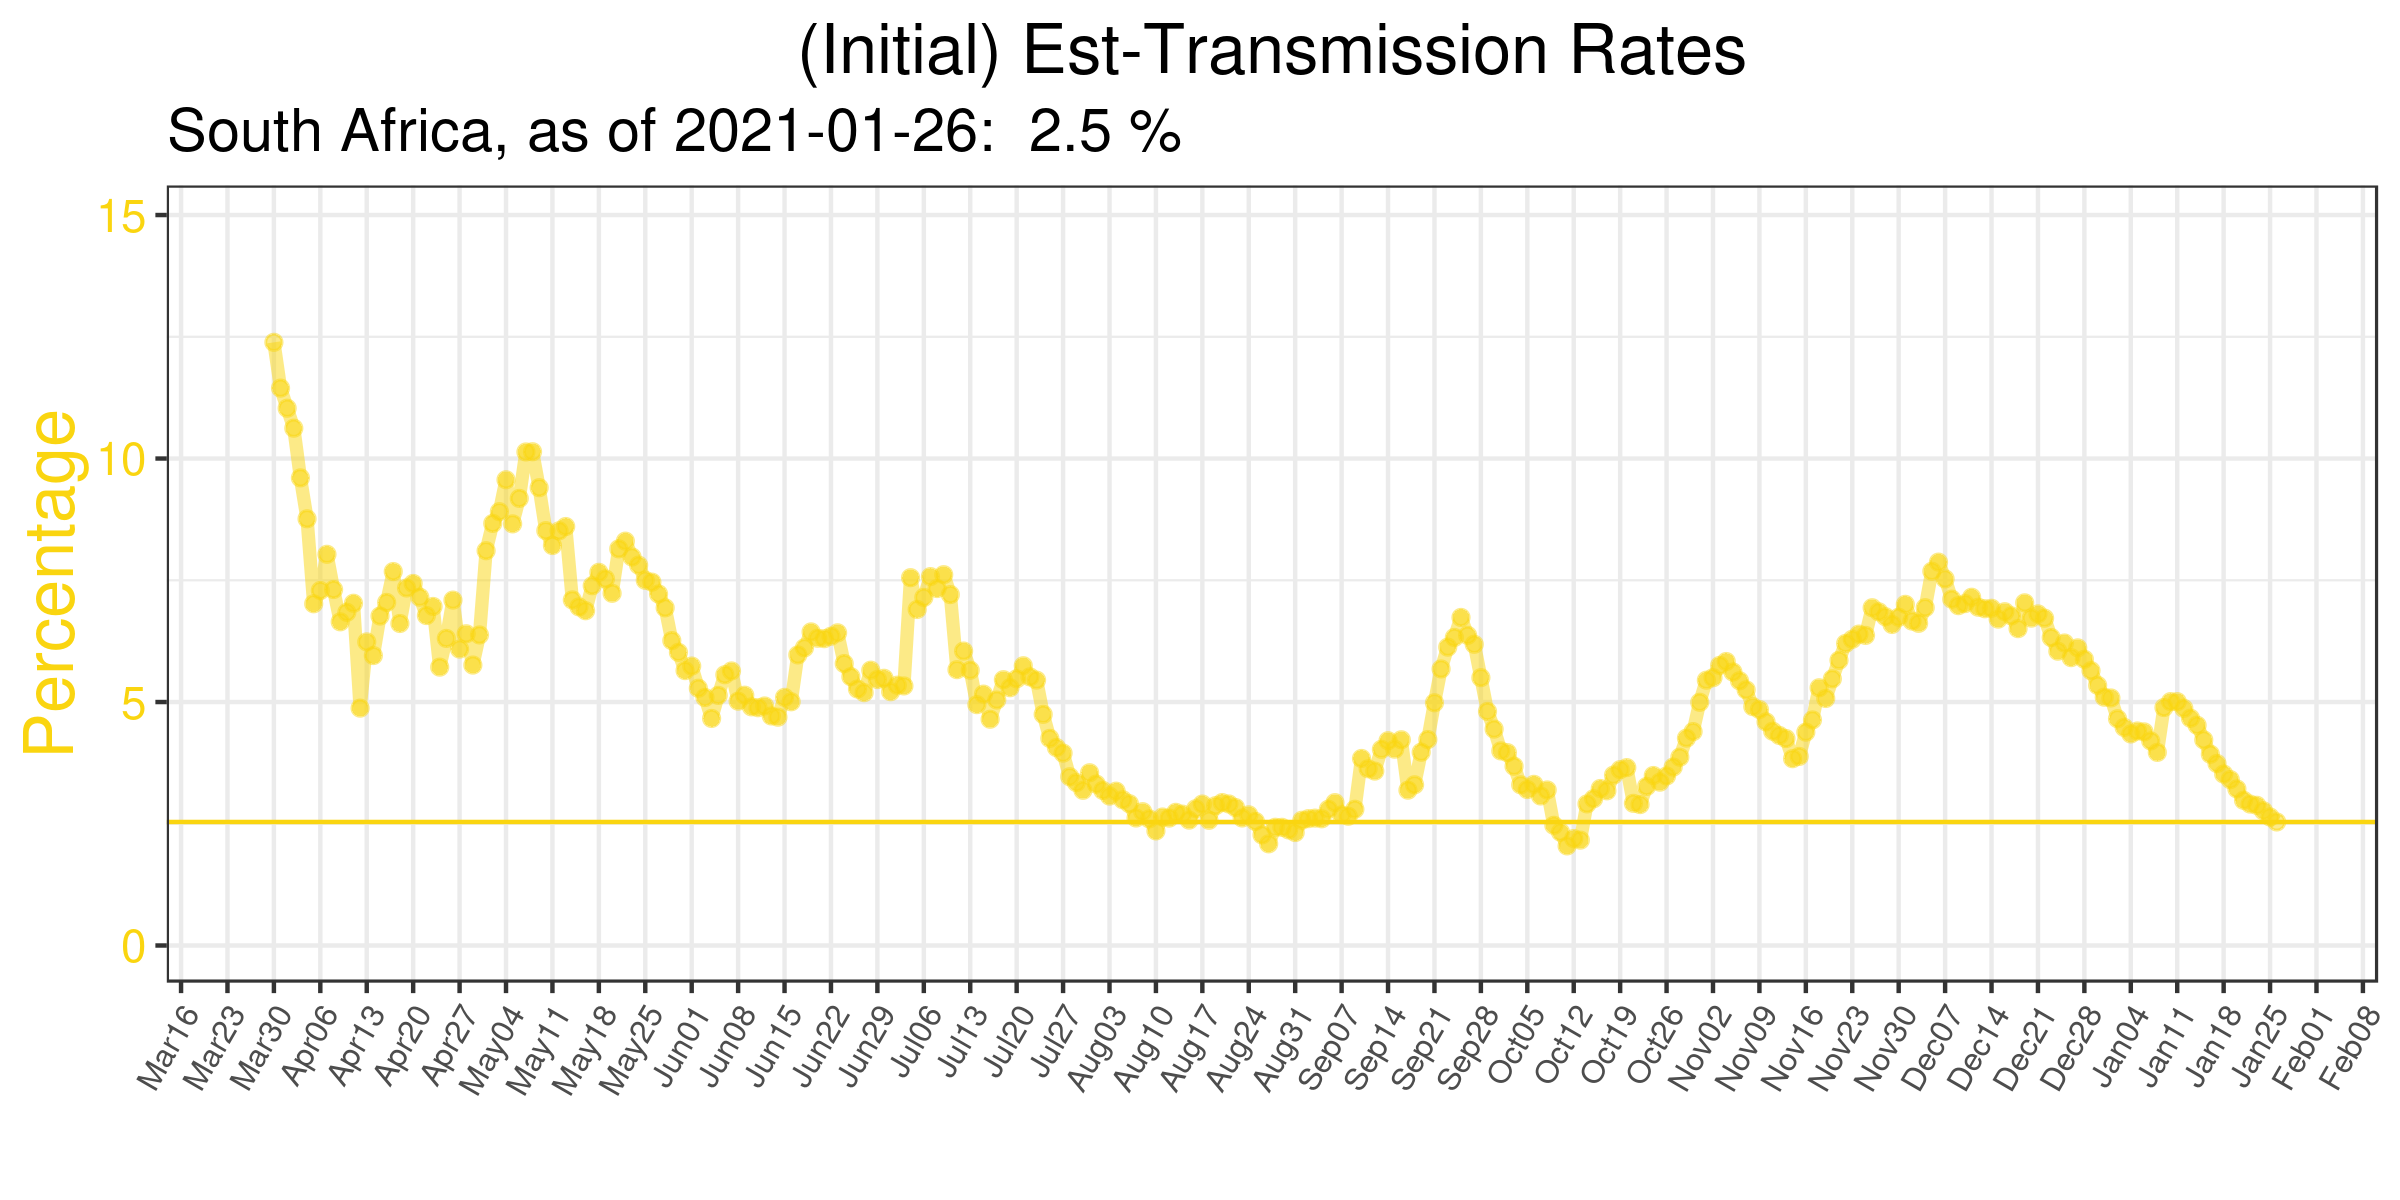 (Initial) Est-Transmission Rates
South Africa, as of 2021-01-26:  2.5 %
Percentage
15
10
5
0
Mar16 Mar23 Mar30 Apr06 Apr13 Apr20 Apr27 May04 May11 May18 May25 Jun01 Jun08 Jun15 Jun22 Jun29 Jul06 Jul13 Jul20 Jul27 Aug03 Aug10 Aug17 Aug24 Aug31 Sep07 Sep14 Sep21 Sep28 Oct05 Oct12 Oct19 Oct26 Nov02 Nov09 Nov16 Nov23 Nov30 Dec07 Dec14 Dec21 Dec28 Jan04 Jan11 Jan18 Jan25 Feb01 Feb08